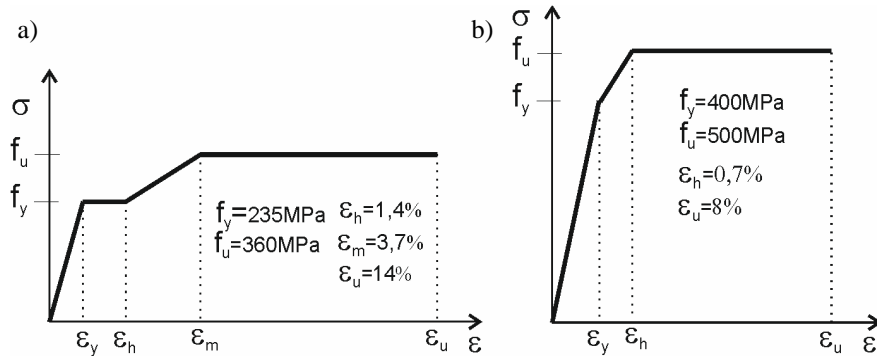 a)
σ
f_u
f_y
f_y=235MPa
f_u=360MPa
ε_h=1,4%
ε_m=3,7%
ε_u=14%
ε_y ε_h ε_m ε_u ε
b)
σ
f_u
f_y
f_y=400MPa
f_u=500MPa
ε_h=0,7%
ε_u=8%
ε_y ε_h ε_u ε